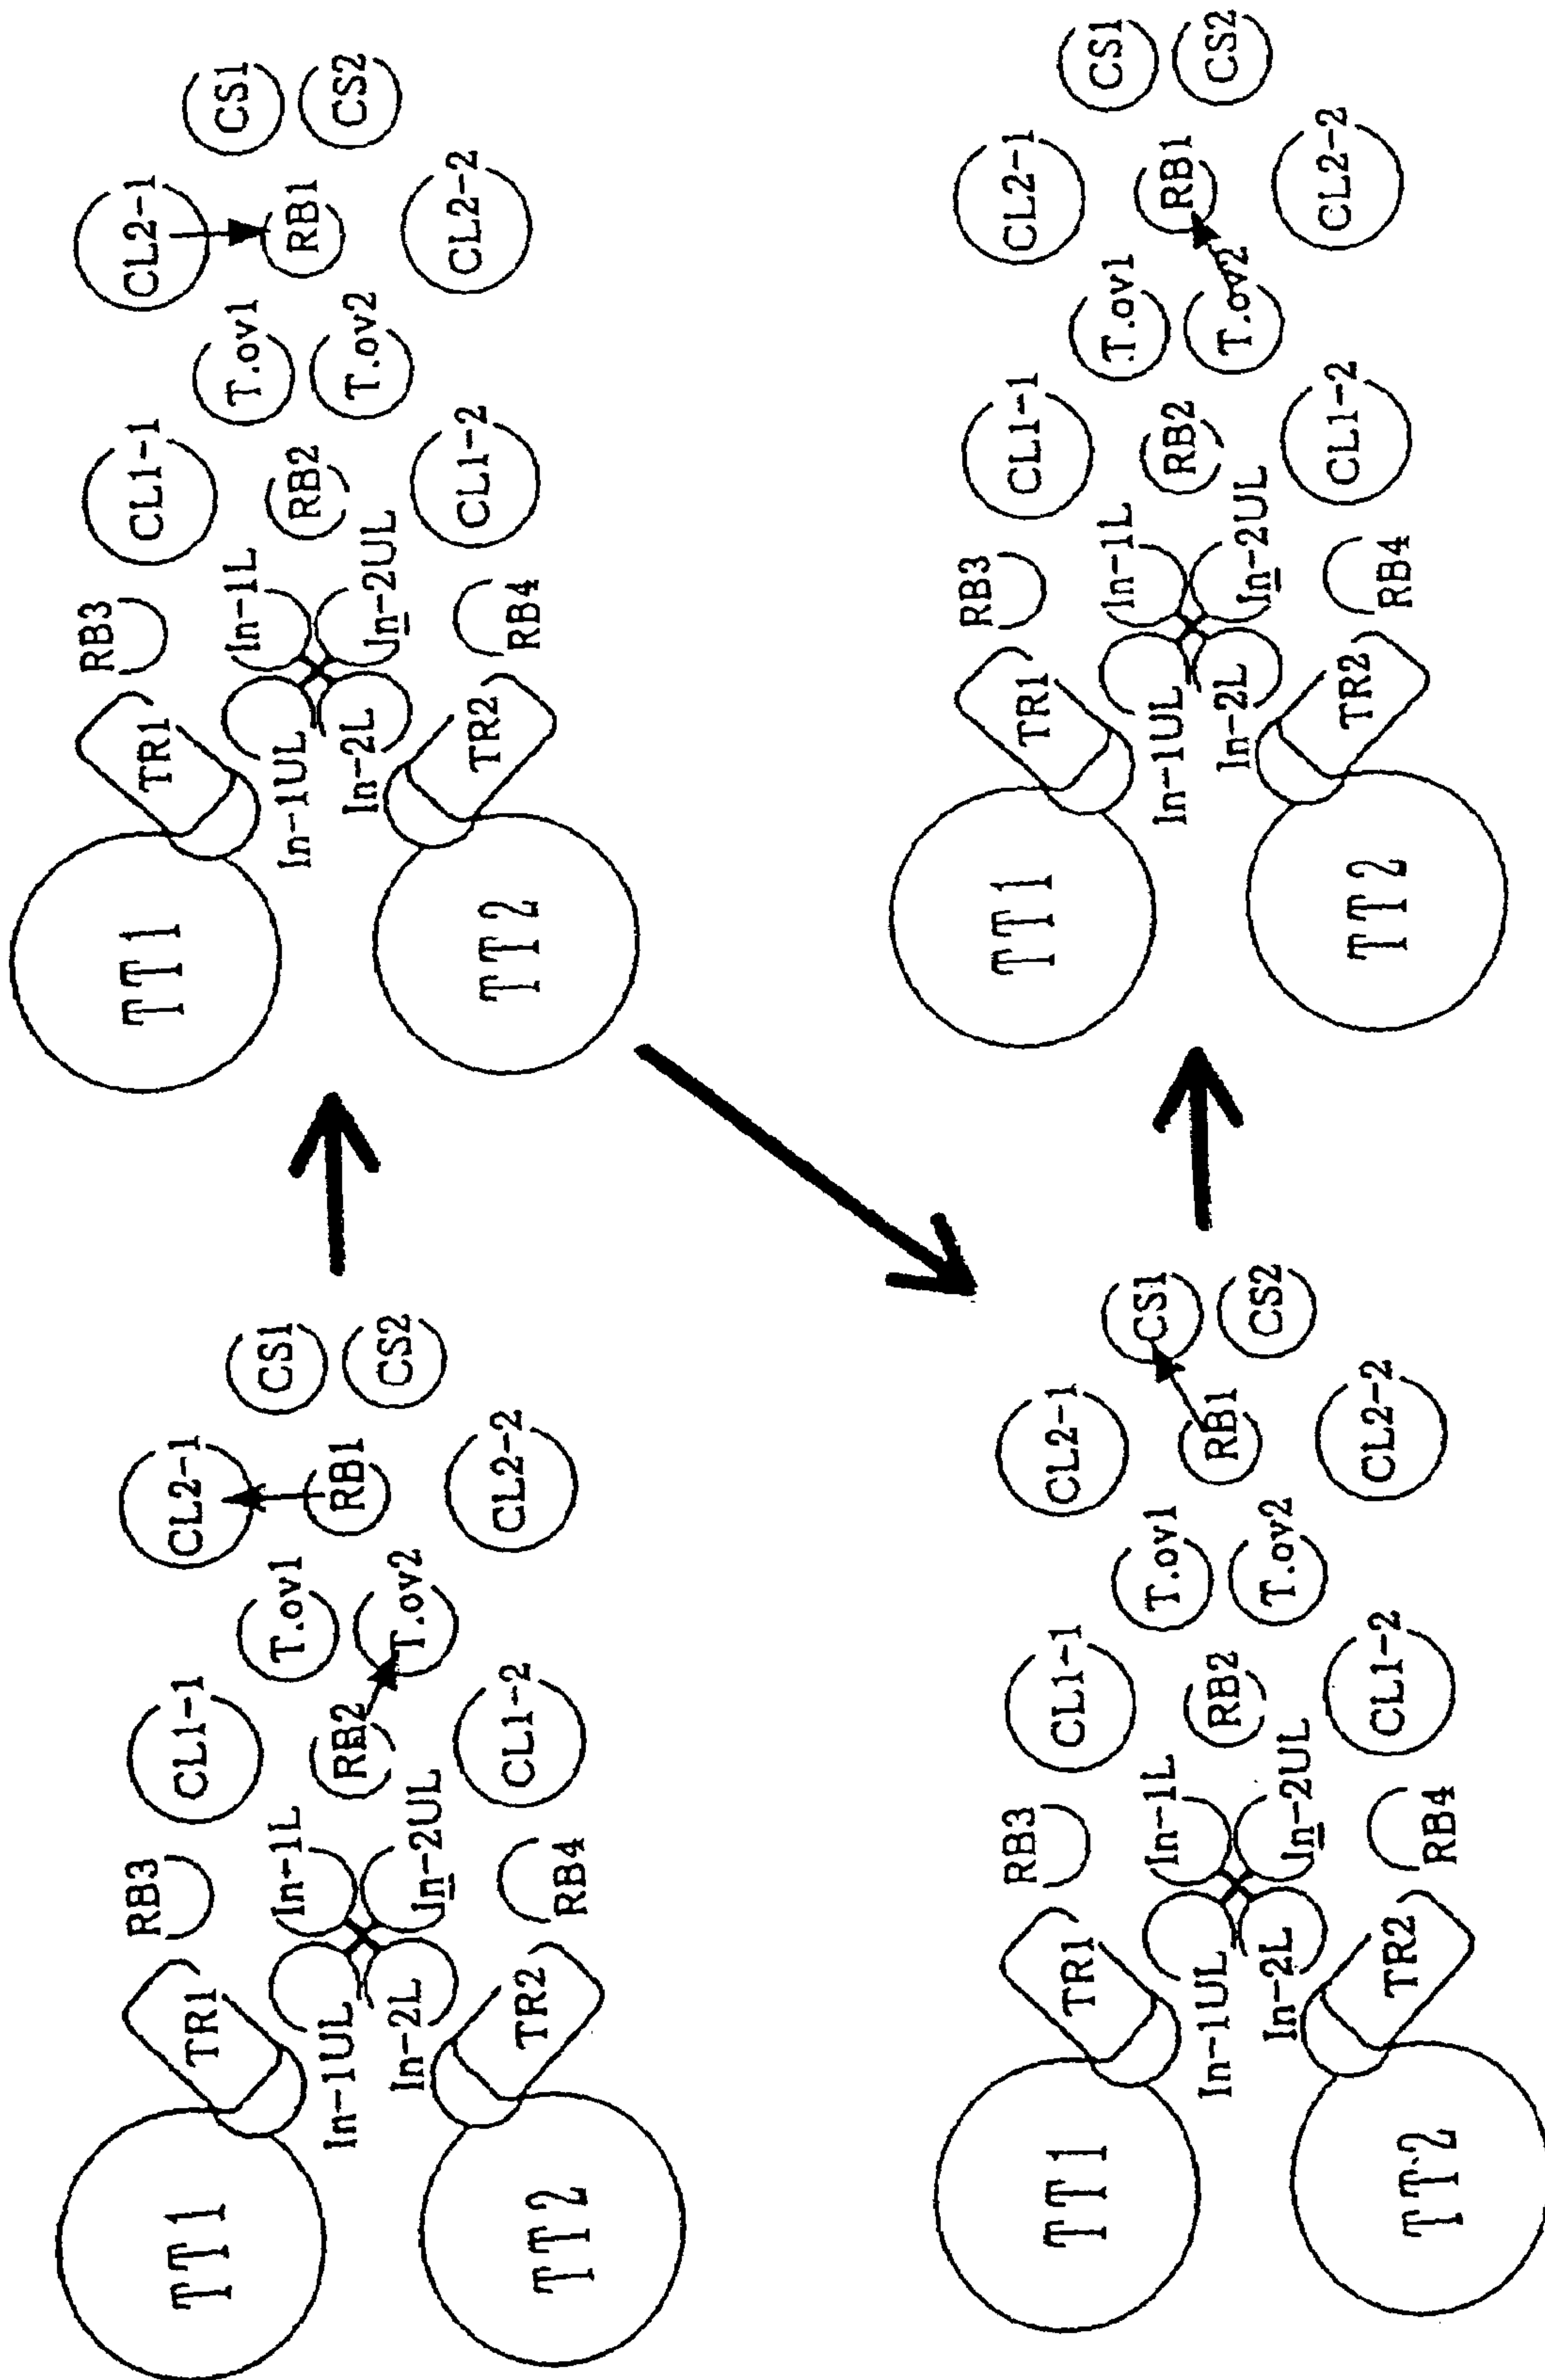 TT1
TT2
TR1
TR2
In-1UL
In-2L
RB3
In-1L
In-2UL
RB4
CL1-1
RB2
CL1-2
T.ov1
T.ov2
CL2-1
RB1
CL2-2
CS1
CS2
TT1
TT2
TR1
TR2
In-1UL
In-2L
RB3
In-1L
In-2UL
RB4
CL1-1
RB2
CL1-2
T.ov1
T.ov2
CL2-1
RB1
CL2-2
CS1
CS2
TT1
TT2
TR1
TR2
In-1UL
In-2L
RB3
In-1L
In-2UL
RB4
CL1-1
RB2
CL1-2
T.ov1
T.ov2
CL2-1
RB1
CL2-2
CS1
CS2
TT1
TT2
TR1
TR2
In-1UL
In-2L
RB3
In-1L
In-2UL
RB4
CL1-1
RB2
CL1-2
T.ov1
T.ov2
CL2-1
RB1
CL2-2
CS1
CS2